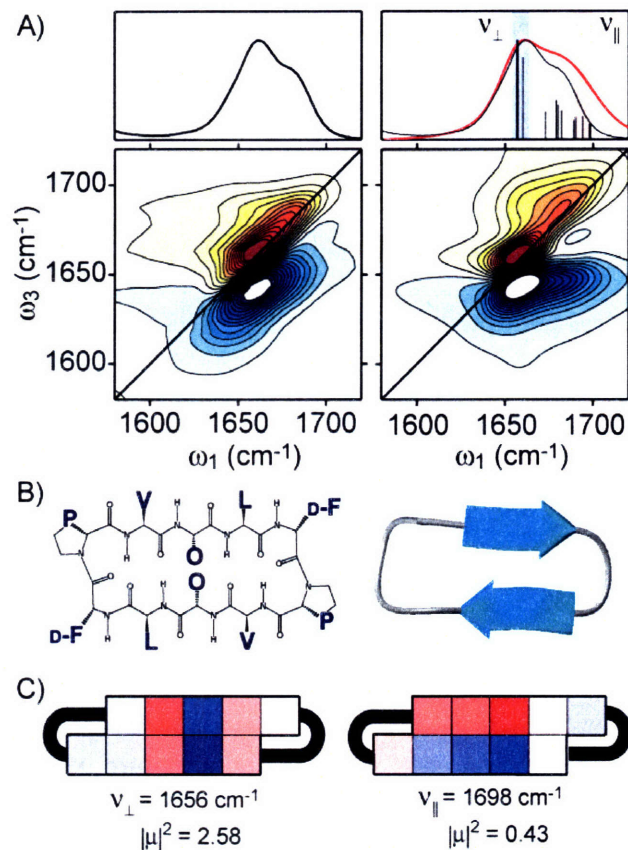 A)
ν⊥
ν∥
1700
1650
1600
ω3 (cm-1)
1600
1650
1700
1600
1650
1700
ω1 (cm-1)
ω1 (cm-1)
B)
P
O
H
V
N
H
O
O
H
N
L
O
H
N
D-F
N
O
O
N
D-F
N
H
O
L
N
H
O
N
H
V
O
N
H
P
C)
ν⊥ = 1656 cm-1
|μ|2 = 2.58
ν∥ = 1698 cm-1
|μ|2 = 0.43